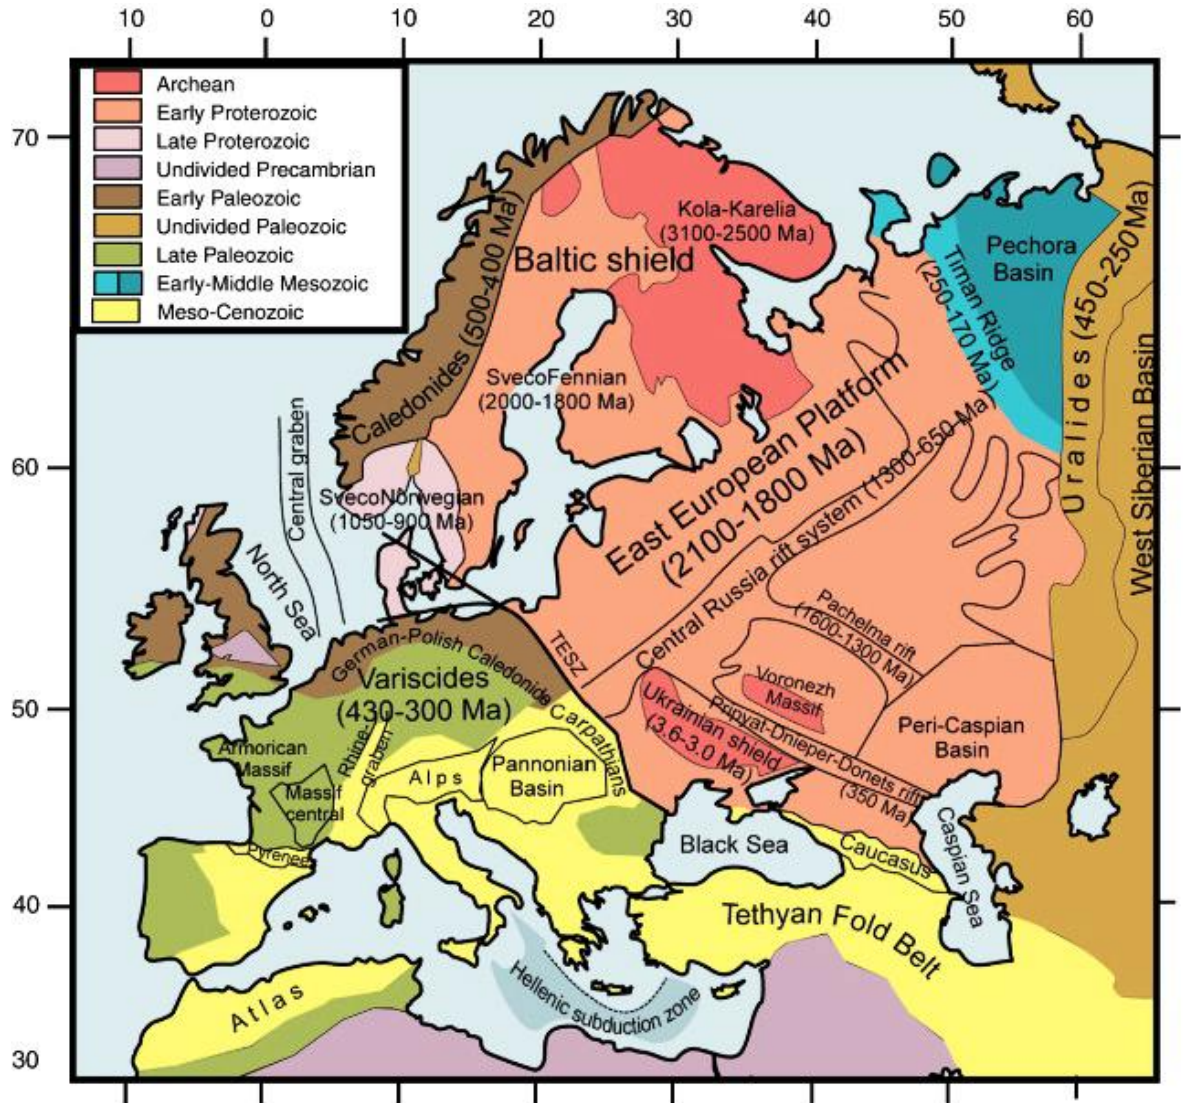 10 0 10 20 30 40 50 60
70
60
50
40
30
Archean
Early Proterozoic
Late Proterozoic
Undivided Precambrian
Early Paleozoic
Undivided Paleozoic
Late Paleozoic
Early-Middle Mesozoic
Meso-Cenozoic
Kola-Karelia
(3100-2500 Ma)
Baltic shield
Pechora
Basin
Timan Ridge
(250-170 Ma)
Uralides (450-250 Ma)
West Siberian Basin
Caledonides (500-400 Ma)
SvecoFennian
(2000-1800 Ma)
East European Platform
(2100-1800 Ma)
Central Russia rift system (1300-650 Ma)
Central graben
SvecoNorwegian
(1050-900 Ma)
North Sea
German-Polish Caledonide
TESZ
Pachelma rift
(1600-1300 Ma)
Variscides
(430-300 Ma)
Voronezh
Massif
Ukrainian shield
(3.6-3.0 Ma)
Pripyat-Dnieper-Donets rift
(350 Ma)
Peri-Caspian
Basin
Armorican
Massif
Rhine-
graben
Massif
central
Alps
Pannonian
Basin
Carpathians
Pyrenee
Black Sea
Caucasus
Caspian Sea
Tethyan Fold Belt
Hellenic subduction zone
Atlas